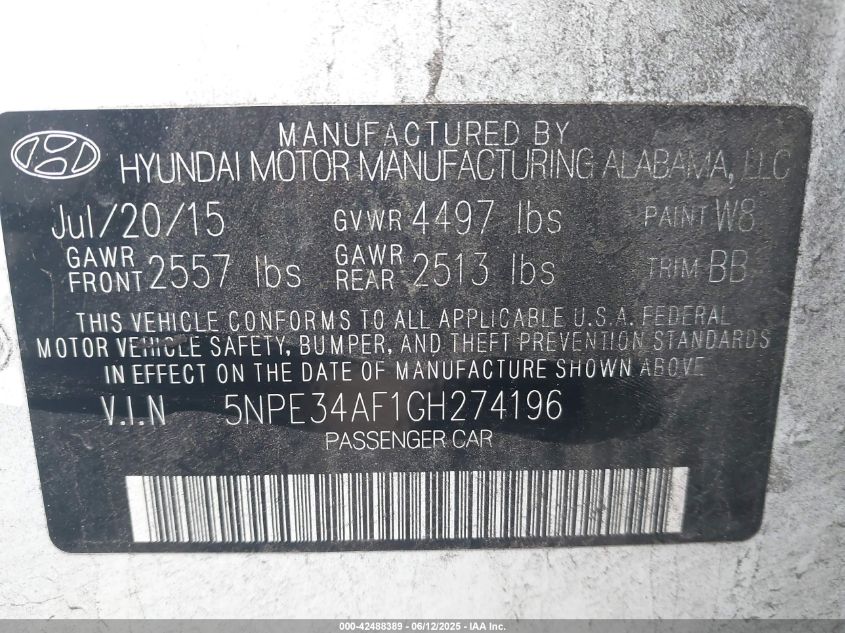 MANUFACTURED BY
HYUNDAI MOTOR MANUFACTURING ALABAMA, LLC
Jul/20/15 GVWR 4497 lbs PAINT W8
GAWR FRONT 2557 lbs GAWR REAR 2513 lbs TRIM BB
THIS VEHICLE CONFORMS TO ALL APPLICABLE U.S.A. FEDERAL
MOTOR VEHICLE SAFETY, BUMPER, AND THEFT PREVENTION STANDARDS
IN EFFECT ON THE DATE OF MANUFACTURE SHOWN ABOVE
V.I.N 5NPE34AF1GH274196
PASSENGER CAR
000-42488389 - 06/12/2025 - IAA Inc.